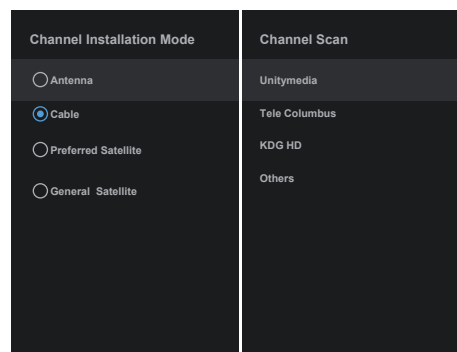 Channel Installation Mode
Antenna
Cable
Preferred Satellite
General Satellite
Channel Scan
Unitymedia
Tele Columbus
KDG HD
Others